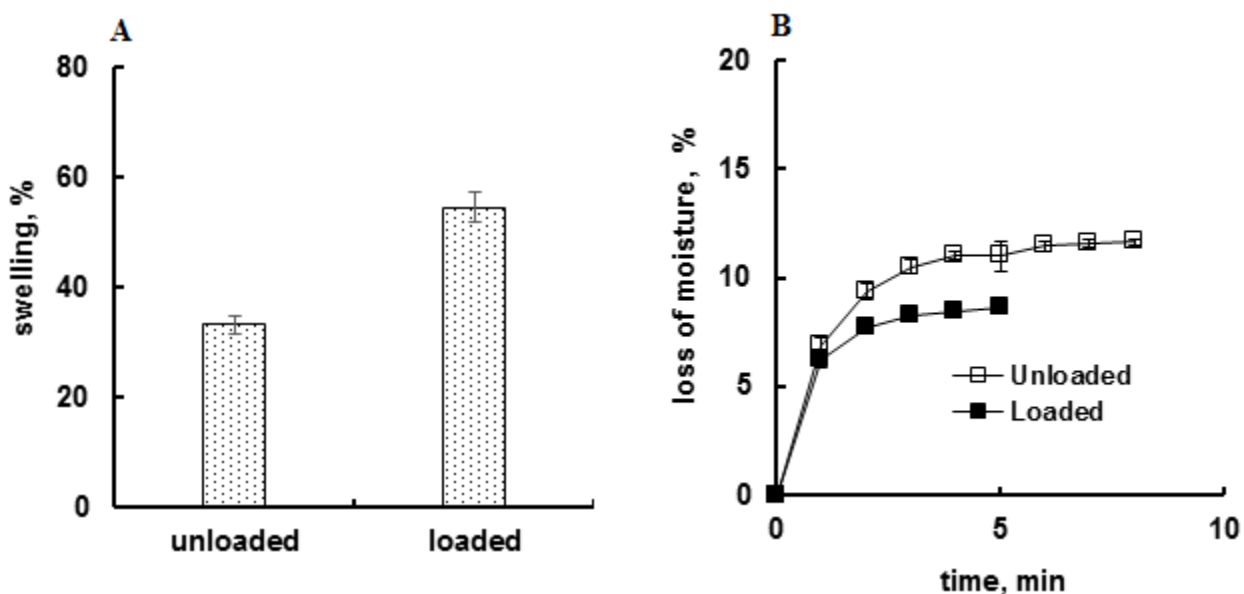 A
swelling, %
80
60
40
20
0
unloaded
loaded
B
loss of moisture, %
20
15
10
5
0
Unloaded
Loaded
0
5
10
time, min